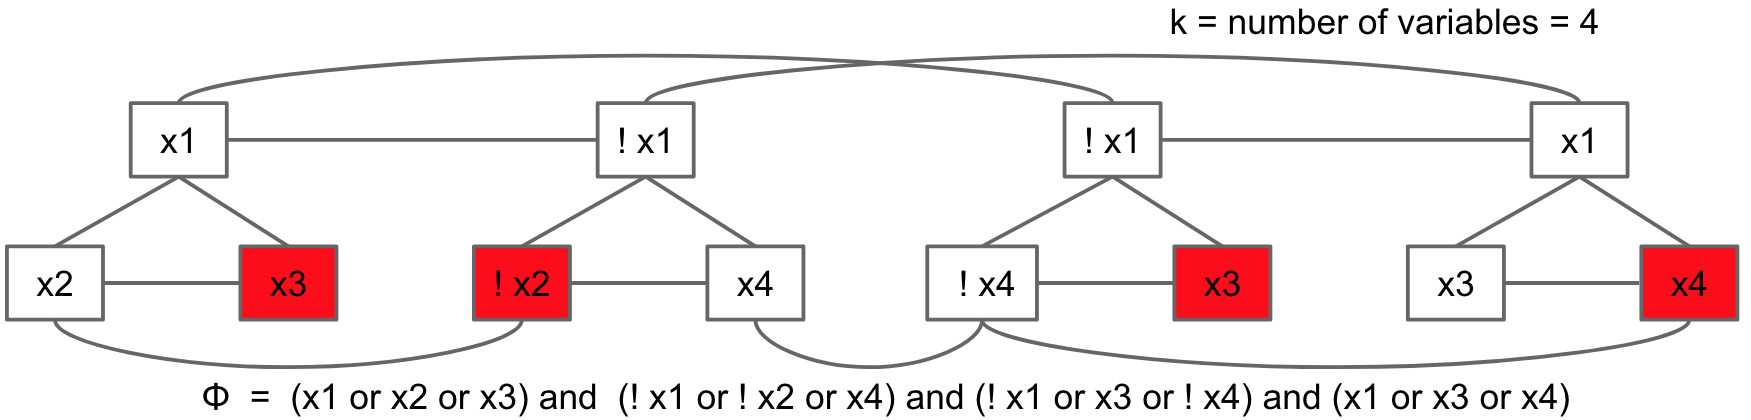 k = number of variables = 4
x1 ! x1 ! x1 x1
x2 x3 ! x2 x4 ! x4 x3 x3 x4
Φ = (x1 or x2 or x3) and (! x1 or ! x2 or x4) and (! x1 or x3 or ! x4) and (x1 or x3 or x4)